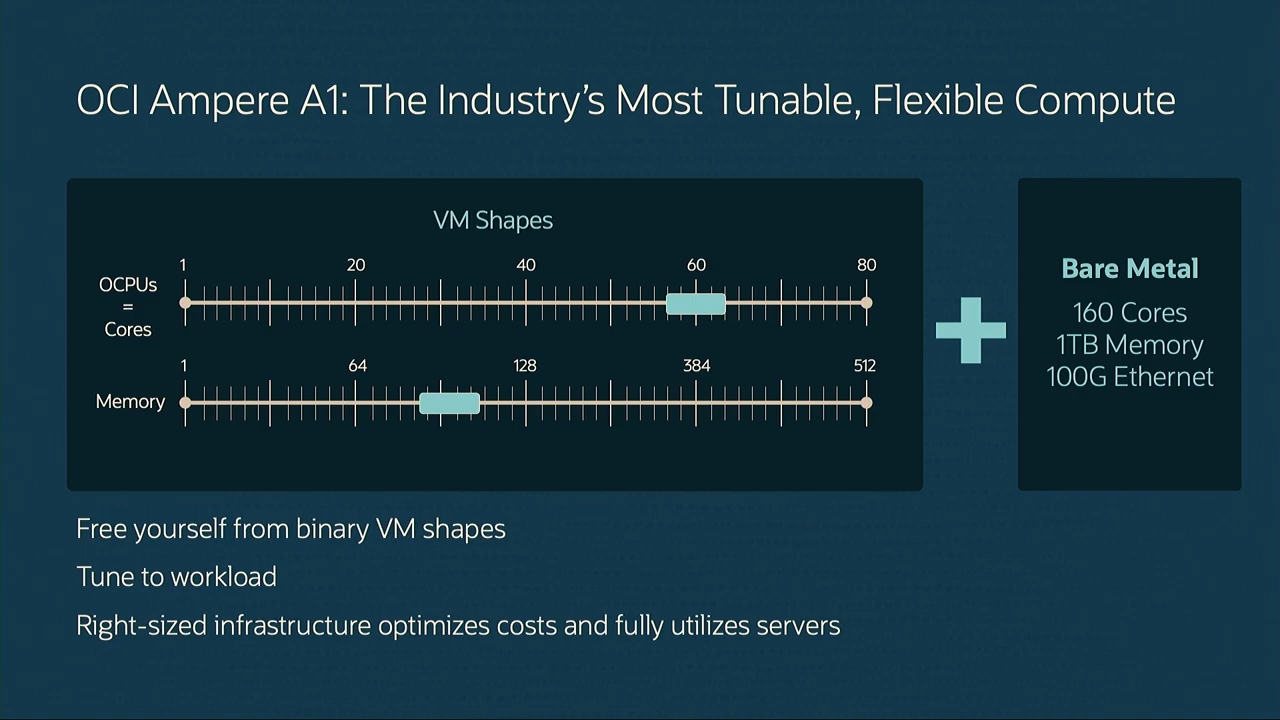 OCI Ampere A1: The Industry’s Most Tunable, Flexible Compute
VM Shapes
1 20 40 60 80
OCPUs
=
Cores
1 64 128 384 512
Memory
Bare Metal
160 Cores
1TB Memory
100G Ethernet
Free yourself from binary VM shapes
Tune to workload
Right-sized infrastructure optimizes costs and fully utilizes servers